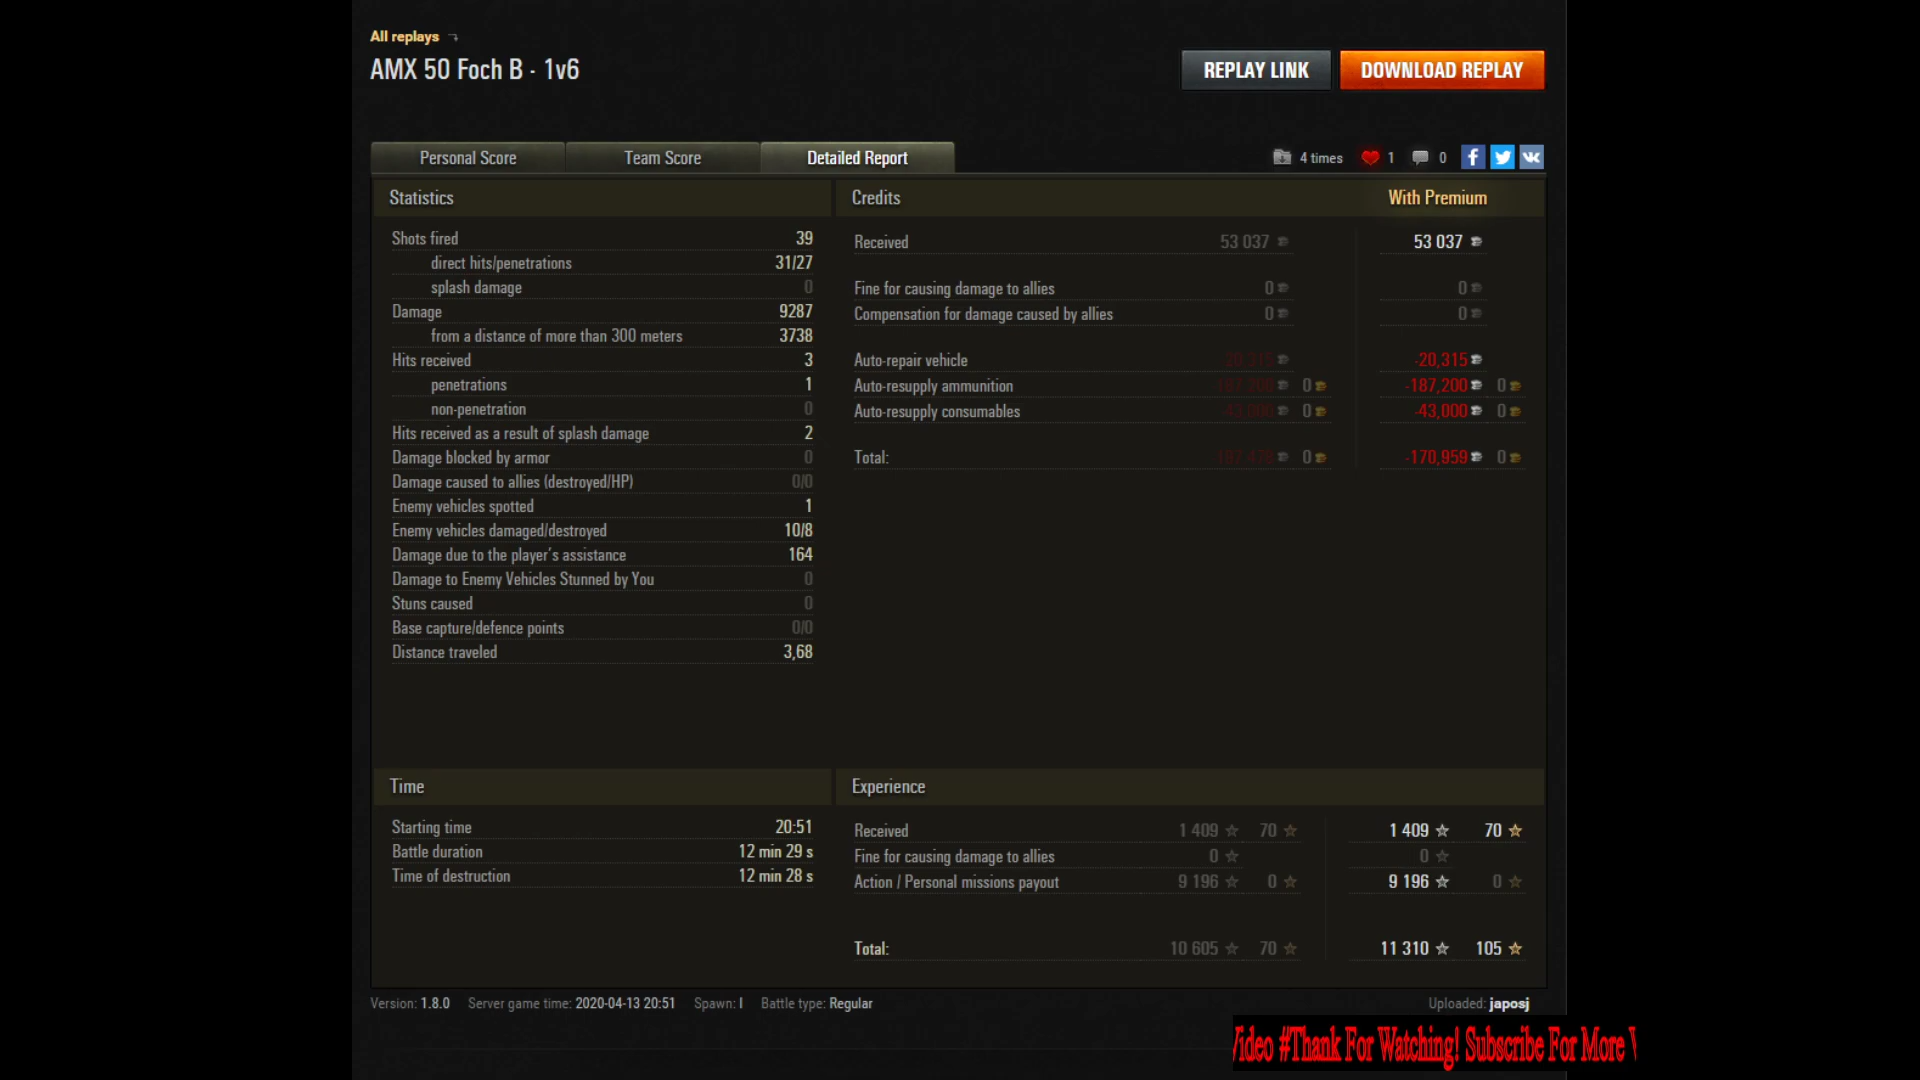 All replays
AMX 50 Foch B - 1v6
REPLAY LINK
DOWNLOAD REPLAY
Personal Score
Team Score
Detailed Report
4 times 1 0
Statistics
Shots fired 39
direct hits/penetrations 31/27
splash damage 0
Damage 9287
from a distance of more than 300 meters 3738
Hits received 3
penetrations 1
non-penetration 0
Hits received as a result of splash damage 2
Damage blocked by armor 0
Damage caused to allies (destroyed/HP) 0/0
Enemy vehicles spotted 1
Enemy vehicles damaged/destroyed 10/8
Damage due to the player's assistance 164
Damage to Enemy Vehicles Stunned by You 0
Stuns caused 0
Base capture/defence points 0/0
Distance traveled 3,68
Credits With Premium
Received 53 037 53 037
Fine for causing damage to allies 0 0
Compensation for damage caused by allies 0 0
Auto-repair vehicle -20,315 -20,315
Auto-resupply ammunition -187,200 0 -187,200 0
Auto-resupply consumables -43,000 0 -43,000 0
Total: 0 -170,959 0
Time
Starting time 20:51
Battle duration 12 min 29 s
Time of destruction 12 min 28 s
Experience
Received 1 409 70 1 409 70
Fine for causing damage to allies 0 0
Action / Personal missions payout 9 196 0 9 196 0
Total: 10 605 70 11 310 105
Version: 1.8.0 Server game time: 2020-04-13 20:51 Spawn: I Battle type: Regular
Uploaded: japosj
Video #Thank For Watching! Subscribe For More